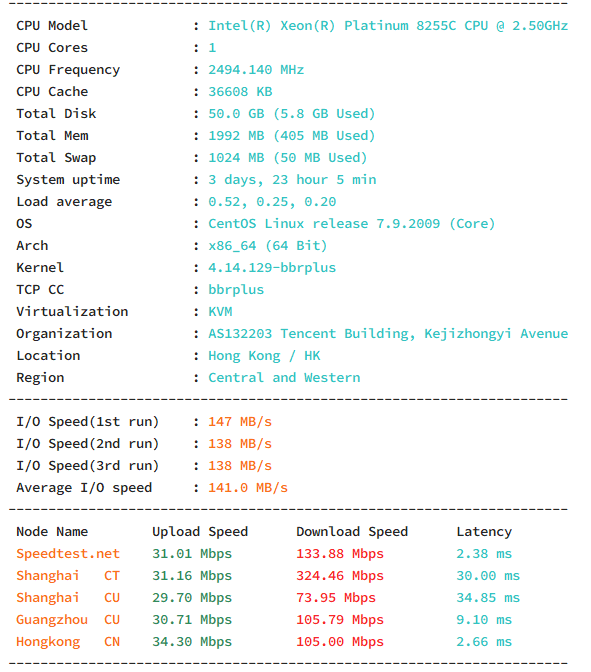 ----------------------------------------------------------------------
CPU Model : Intel(R) Xeon(R) Platinum 8255C CPU @ 2.50GHz
CPU Cores : 1
CPU Frequency : 2494.140 MHz
CPU Cache : 36608 KB
Total Disk : 50.0 GB (5.8 GB Used)
Total Mem : 1992 MB (405 MB Used)
Total Swap : 1024 MB (50 MB Used)
System uptime : 3 days, 23 hour 5 min
Load average : 0.52, 0.25, 0.20
OS : CentOS Linux release 7.9.2009 (Core)
Arch : x86_64 (64 Bit)
Kernel : 4.14.129-bbrplus
TCP CC : bbrplus
Virtualization : KVM
Organization : AS132203 Tencent Building, Kejizhongyi Avenue
Location : Hong Kong / HK
Region : Central and Western
----------------------------------------------------------------------
I/O Speed(1st run) : 147 MB/s
I/O Speed(2nd run) : 138 MB/s
I/O Speed(3rd run) : 138 MB/s
Average I/O speed : 141.0 MB/s
----------------------------------------------------------------------
Node Name Upload Speed Download Speed Latency
Speedtest.net 31.01 Mbps 133.88 Mbps 2.38 ms
Shanghai CT 31.16 Mbps 324.46 Mbps 30.00 ms
Shanghai CU 29.70 Mbps 73.95 Mbps 34.85 ms
Guangzhou CU 30.71 Mbps 105.79 Mbps 9.10 ms
Hongkong CN 34.30 Mbps 105.00 Mbps 2.66 ms
----------------------------------------------------------------------